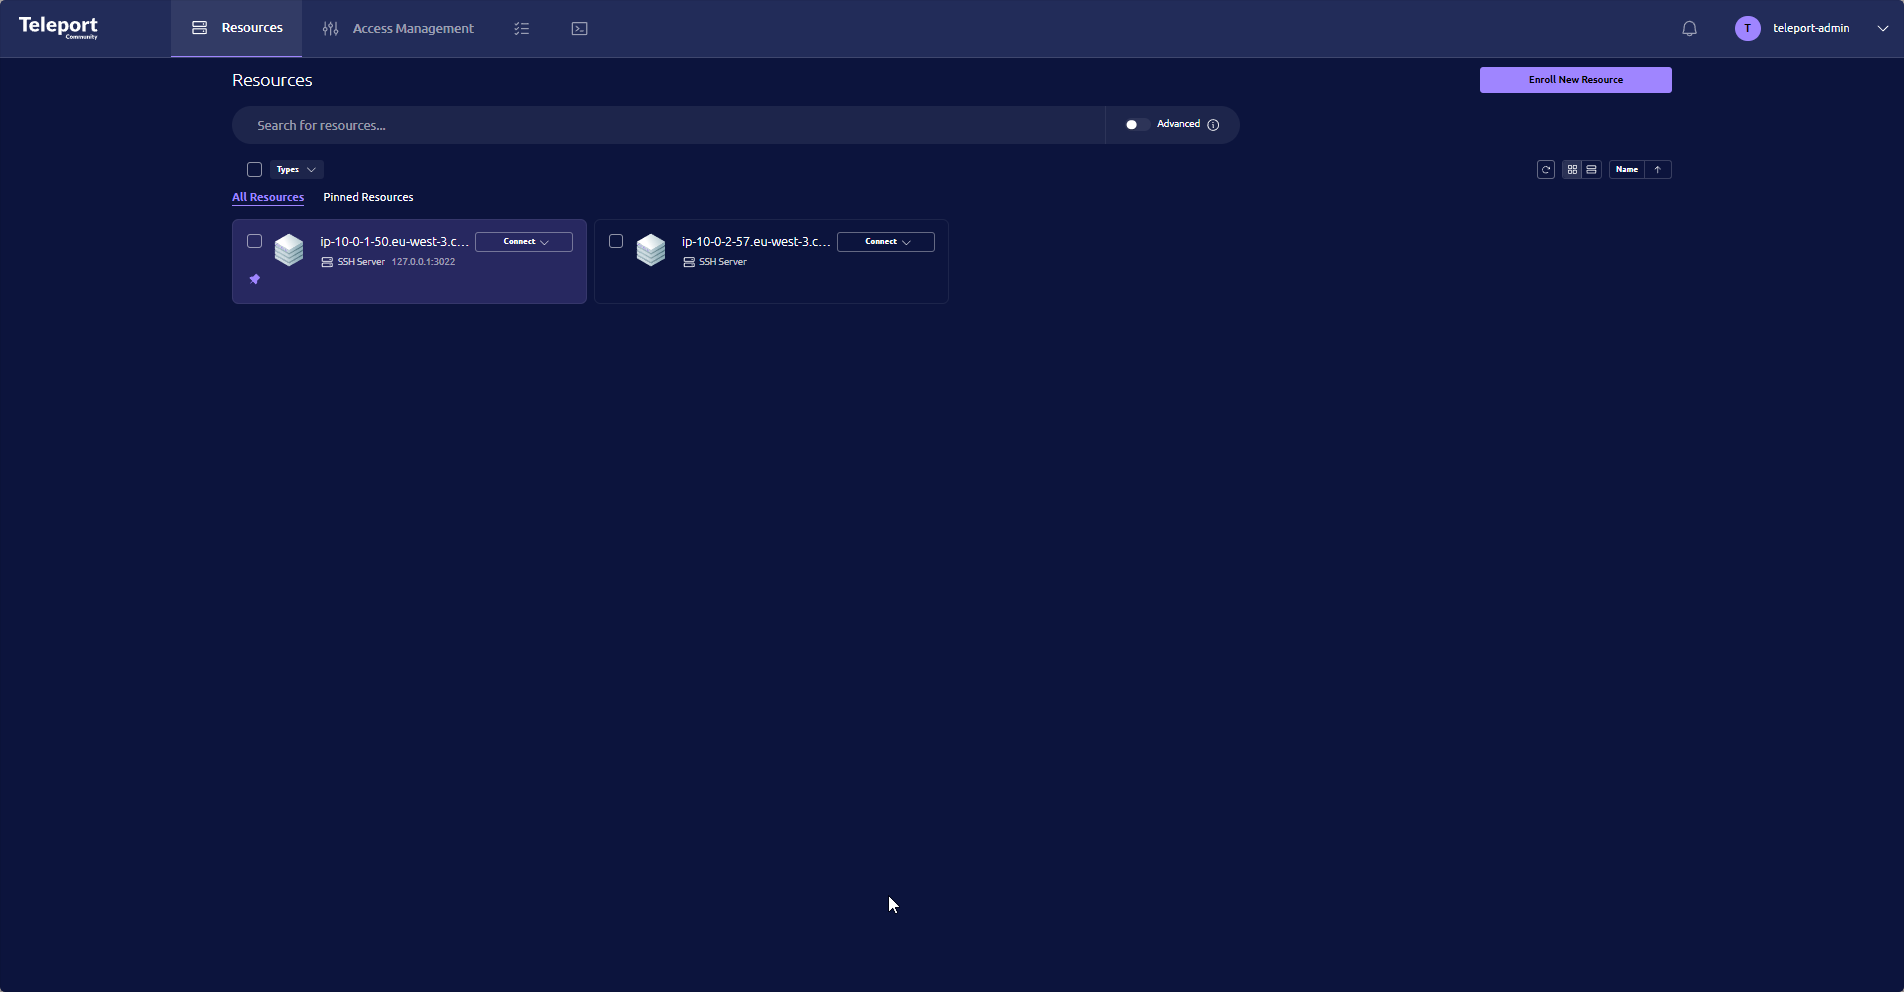 Teleport
Community
Resources
Access Management
T
teleport-admin
Resources
Enroll New Resource
Search for resources...
Advanced
Types
Name
All Resources
Pinned Resources
ip-10-0-1-50.eu-west-3.c...
Connect
SSH Server 127.0.0.1:3022
ip-10-0-2-57.eu-west-3.c...
Connect
SSH Server